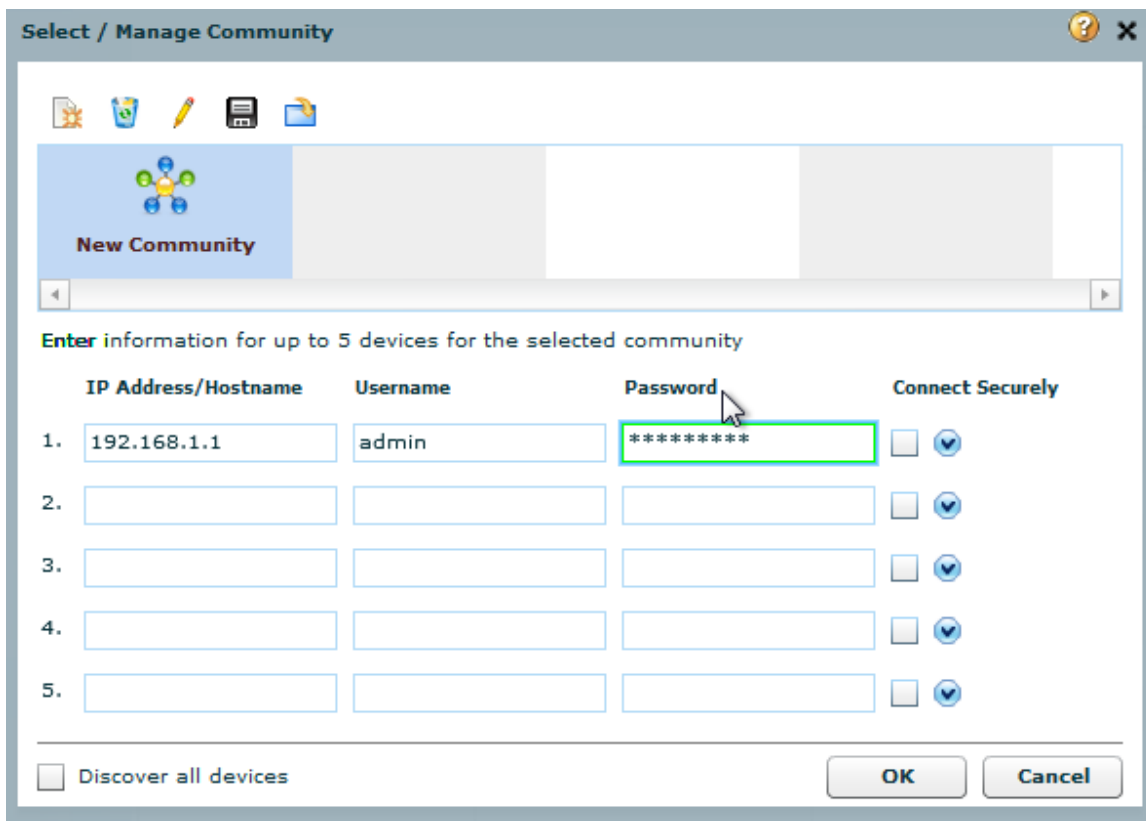 Select / Manage Community
New Community
Enter information for up to 5 devices for the selected community
IP Address/Hostname Username Password Connect Securely
1. 192.168.1.1 admin *********
2.
3.
4.
5.
Discover all devices OK Cancel